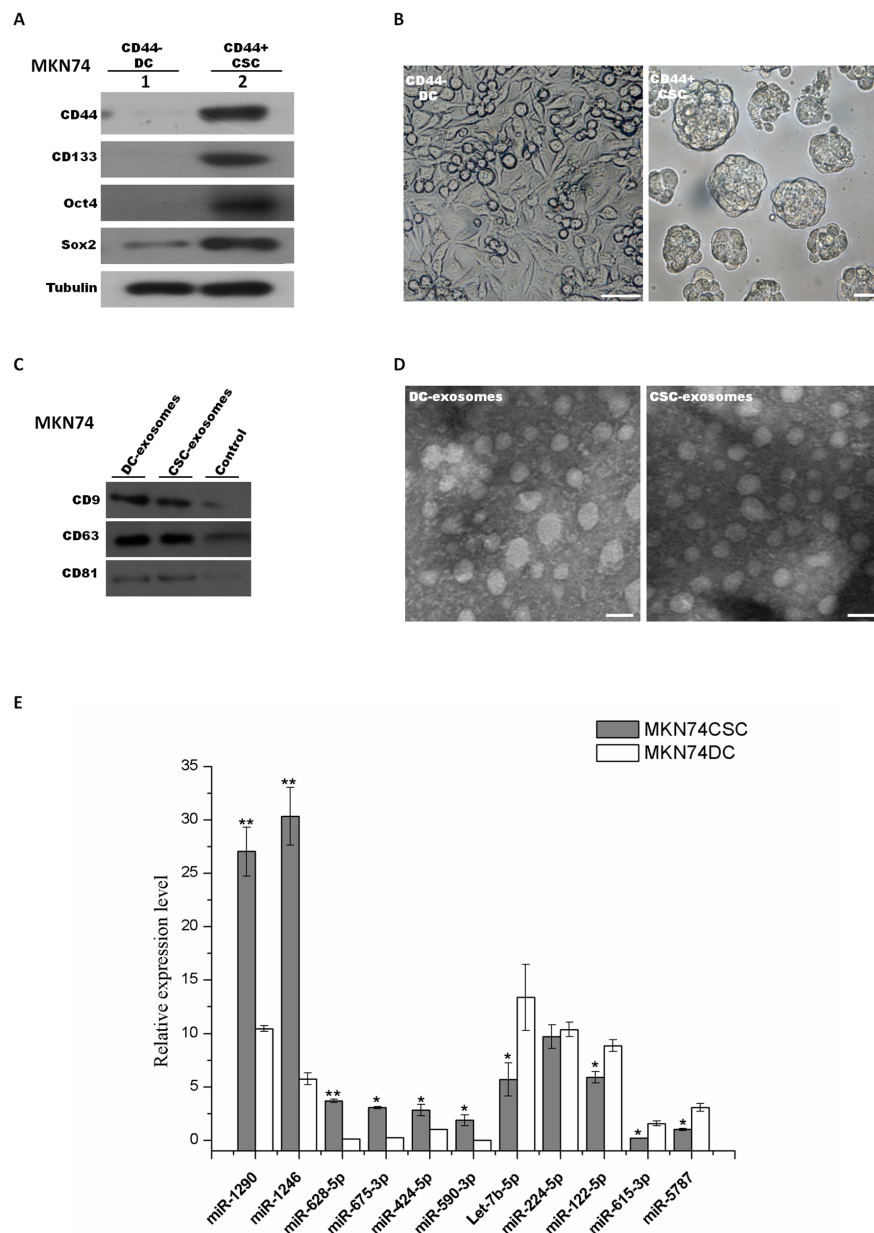 A
MKN74
CD44-
DC
CD44+
CSC
1
2
CD44
CD133
Oct4
Sox2
Tubulin
B
CD44-
DC
CD44+
CSC
C
MKN74
DC-exosomes
CSC-exosomes
Control
CD9
CD63
CD81
D
DC-exosomes
CSC-exosomes
E
MKN74CSC
MKN74DC
Relative expression level
35
30
25
20
15
10
5
0
**
**
**
*
*
*
*
*
*
*
miR-1290
miR-1246
miR-628-5p
miR-675-3p
miR-424-5p
miR-590-3p
Let-7b-5p
miR-224-5p
miR-122-5p
miR-615-3p
miR-5787